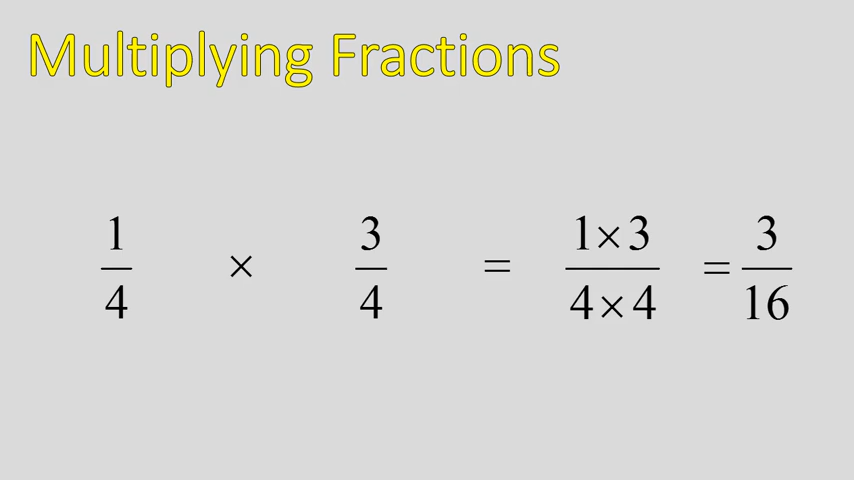 Multiplying Fractions
1/4 × 3/4 = 1×3/4×4 = 3/16